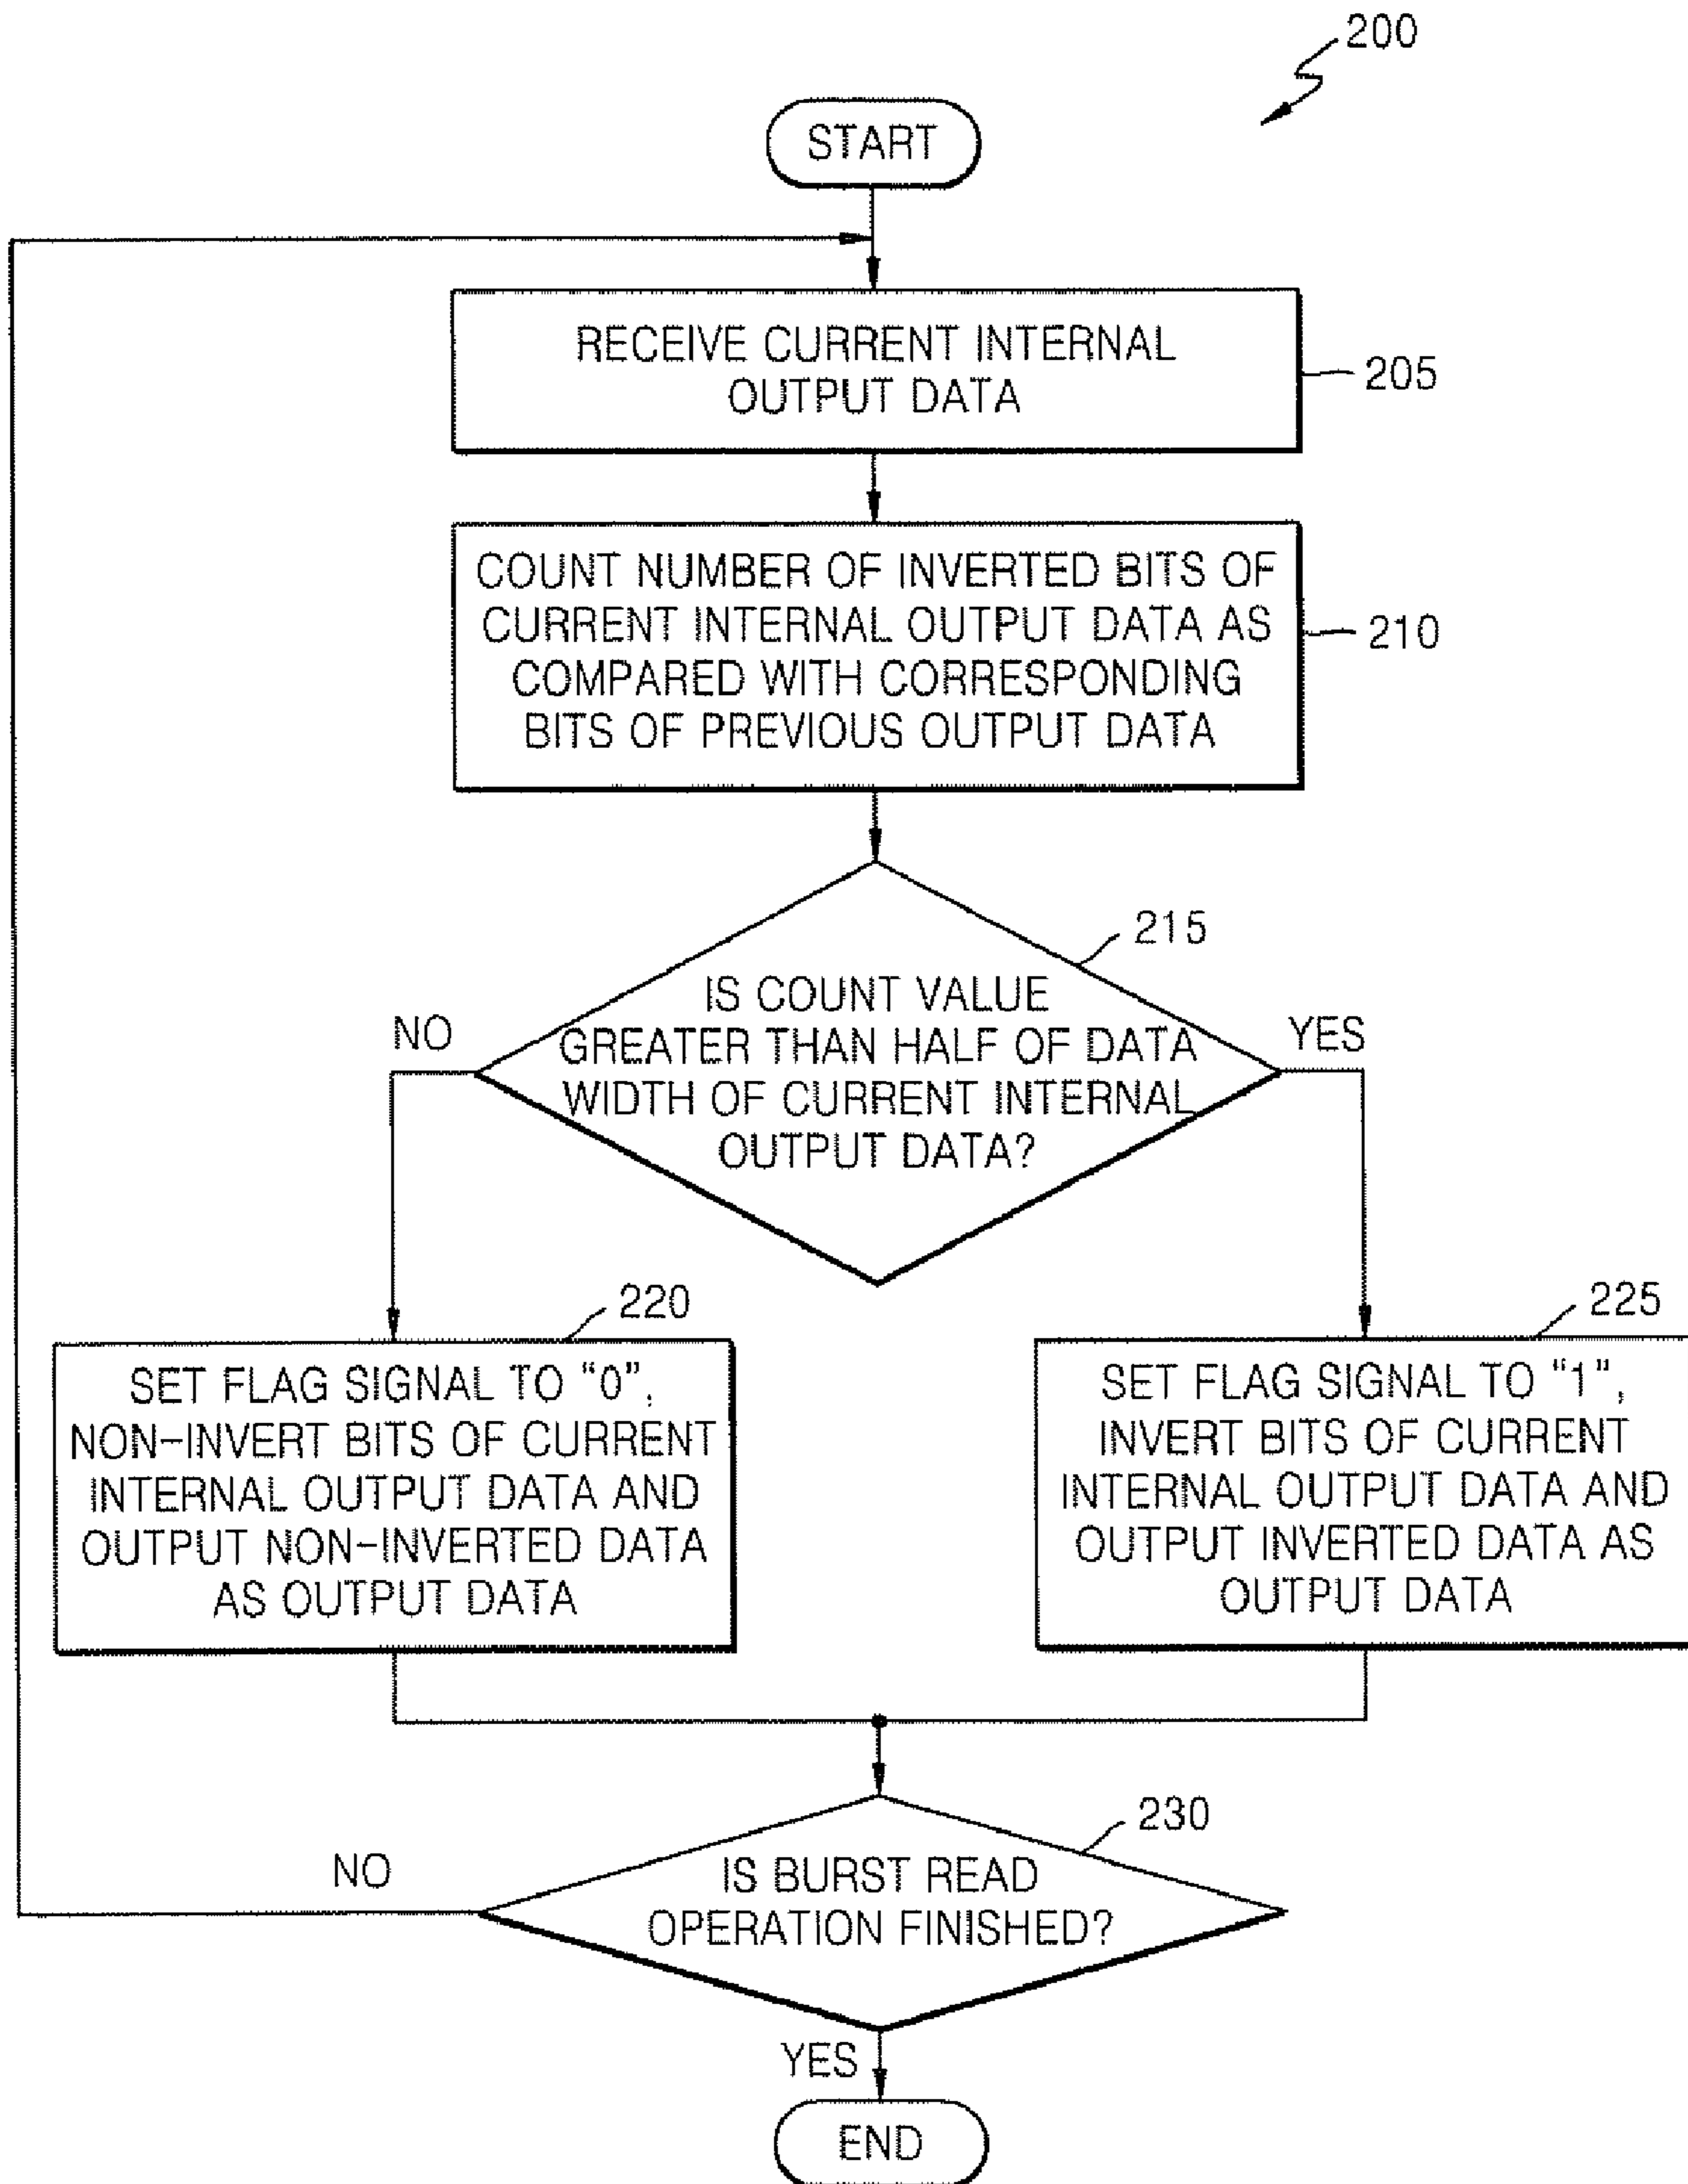 200
START
RECEIVE CURRENT INTERNAL
OUTPUT DATA
205
COUNT NUMBER OF INVERTED BITS OF
CURRENT INTERNAL OUTPUT DATA AS
COMPARED WITH CORRESPONDING
BITS OF PREVIOUS OUTPUT DATA
210
215
IS COUNT VALUE
GREATER THAN HALF OF DATA
WIDTH OF CURRENT INTERNAL
OUTPUT DATA?
NO
YES
220
SET FLAG SIGNAL TO “0”,
NON-INVERT BITS OF CURRENT
INTERNAL OUTPUT DATA AND
OUTPUT NON-INVERTED DATA
AS OUTPUT DATA
225
SET FLAG SIGNAL TO “1”,
INVERT BITS OF CURRENT
INTERNAL OUTPUT DATA AND
OUTPUT INVERTED DATA AS
OUTPUT DATA
230
IS BURST READ
OPERATION FINISHED?
NO
YES
END